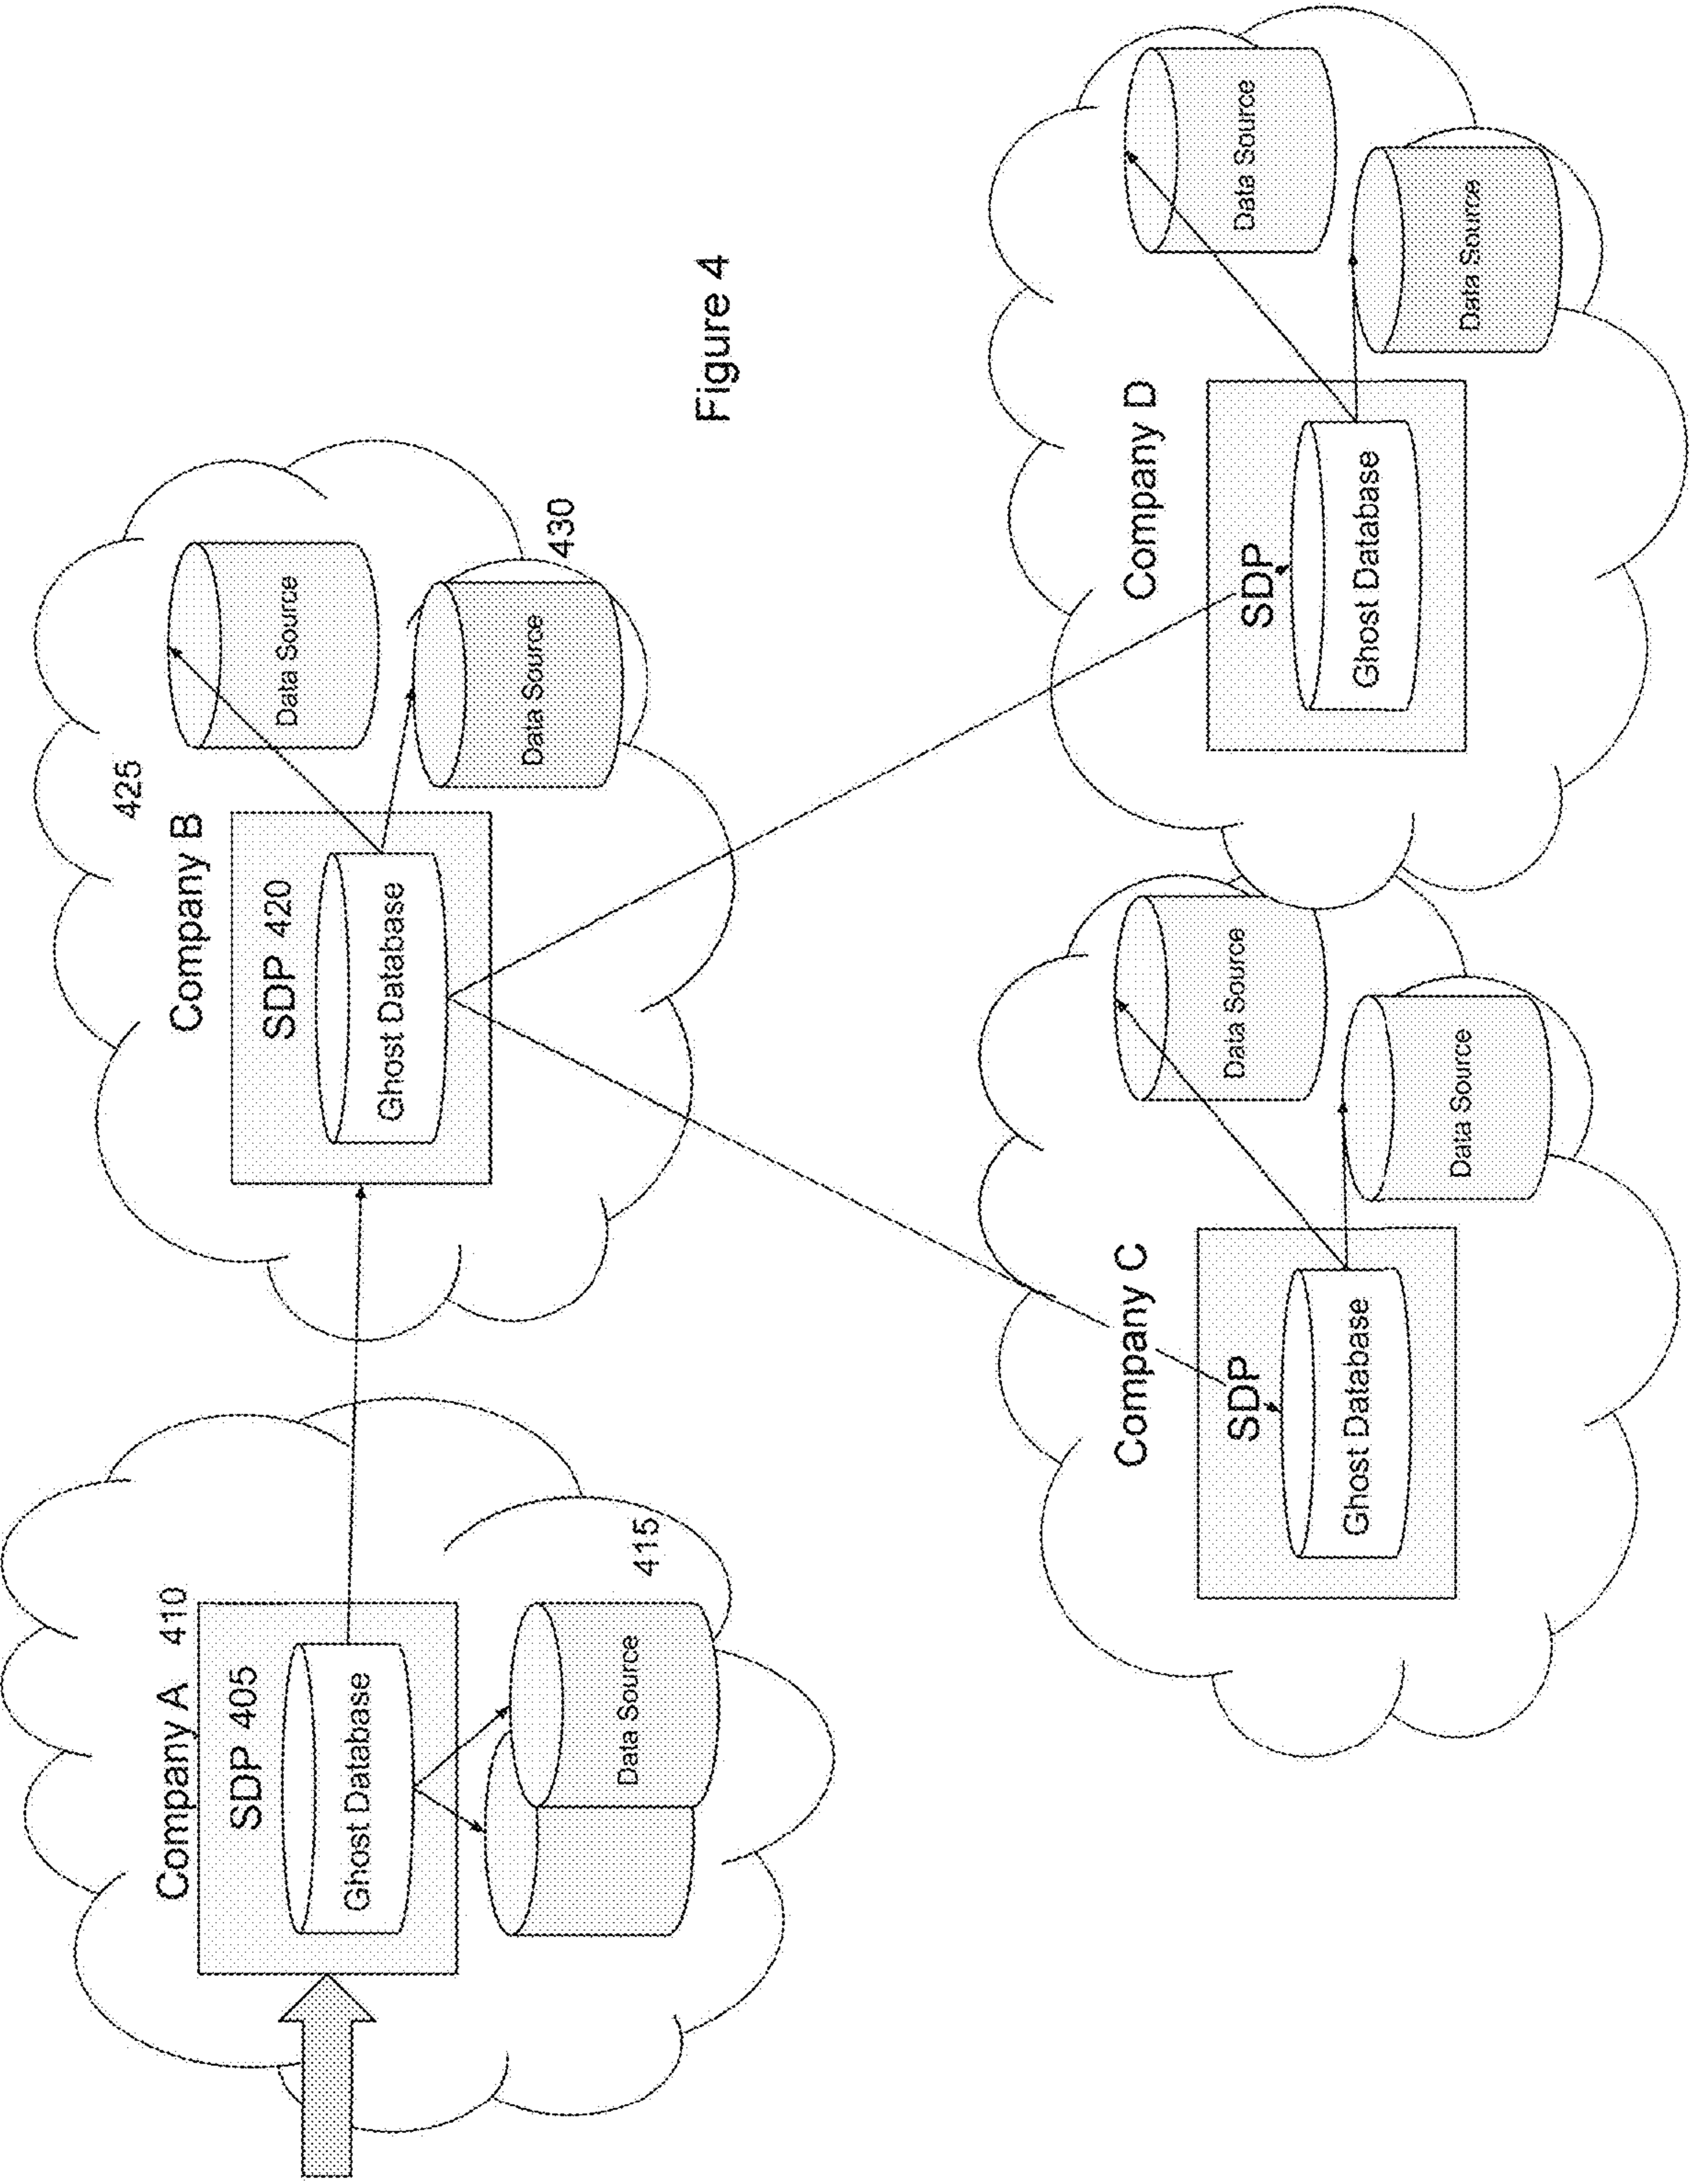 Company A 410
SDP 405
Ghost Database
Data Source
415
Company B
425
SDP 420
Ghost Database
Data Source
Data Source
430
Figure 4
Company C
SDP
Ghost Database
Data Source
Data Source
Company D
SDP
Ghost Database
Data Source
Data Source